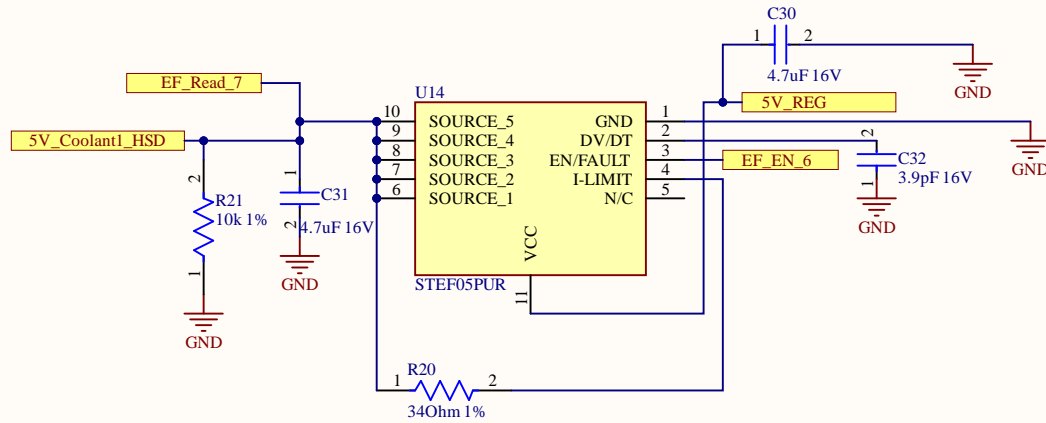 C30
1
2
4.7uF 16V
GND
EF_Read_7
U14
5V_REG
5V_Coolant1_HSD
10
SOURCE_5
GND
1
9
SOURCE_4
DV/DT
2
8
SOURCE_3
EN/FAULT
3
EF_EN_6
7
SOURCE_2
I-LIMIT
4
6
SOURCE_1
N/C
5
VCC
11
STEF05PUR
2
C32
3.9pF 16V
1
GND
GND
2
R21
10k 1%
1
GND
1
C31
4.7uF 16V
2
GND
R20
1
2
34Ohm 1%